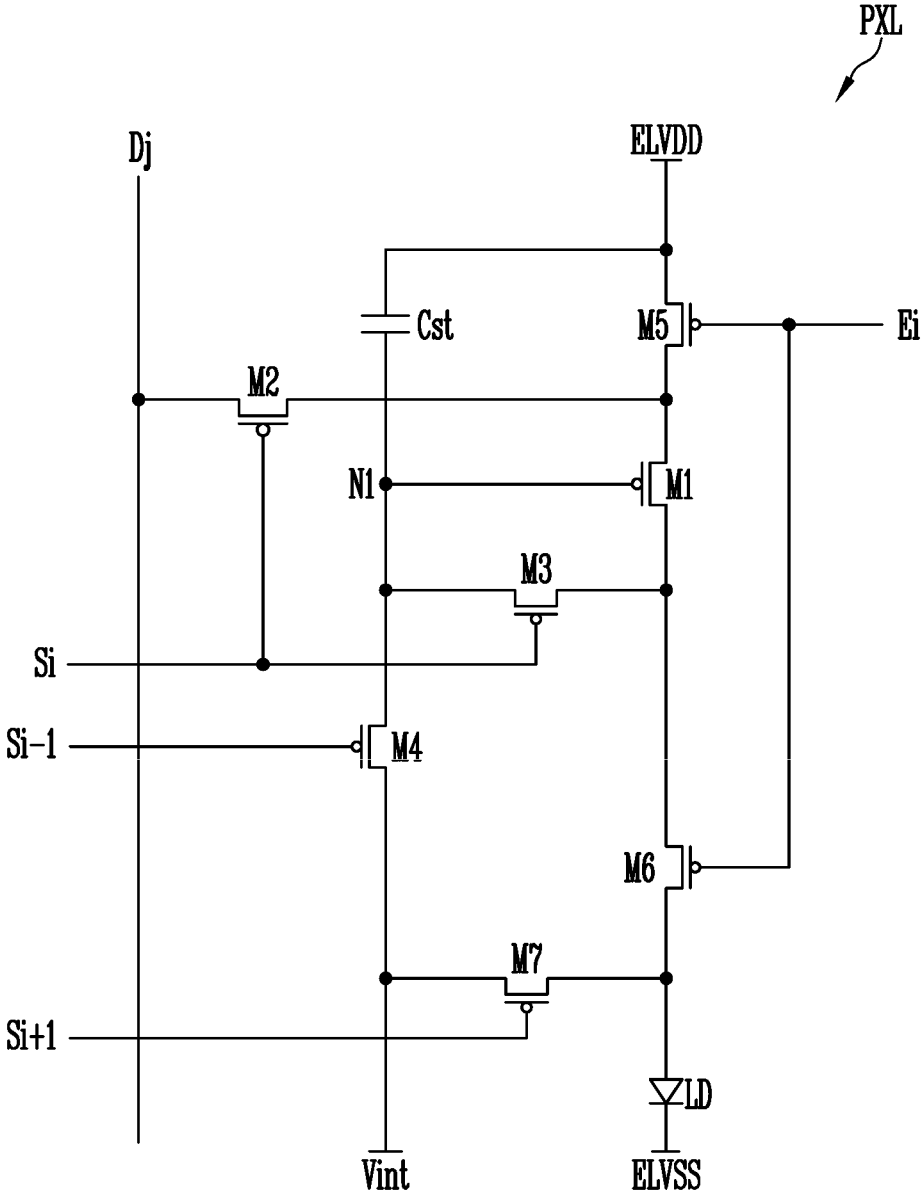 PXL
Dj
ELVDD
Cst
M5
Ei
M2
N1
M1
M3
Si
Si-1
M4
M6
M7
Si+1
LD
Vint
ELVSS